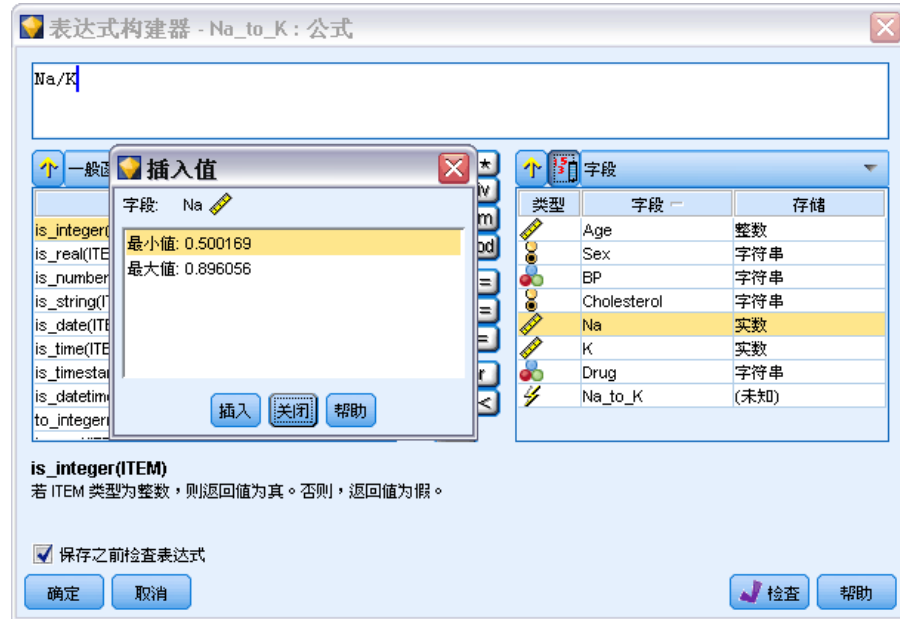 表达式构建器 - Na_to_K : 公式
Na/K
一般函
插入值
字段: Na
最小值: 0.500169
最大值: 0.896056
插入
关闭
帮助
is_integer(
is_real(ITE
is_number
is_string(IT
is_date(ITE
is_time(ITE
is_timesta
is_datetim
to_integer(
*
=
=
=
<
字段
类型 字段 存储
Age 整数
Sex 字符串
BP 字符串
Cholesterol 字符串
Na 实数
K 实数
Drug 字符串
Na_to_K (未知)
is_integer(ITEM)
若 ITEM 类型为整数，则返回值为真。否则，返回值为假。
保存之前检查表达式
确定
取消
检查
帮助